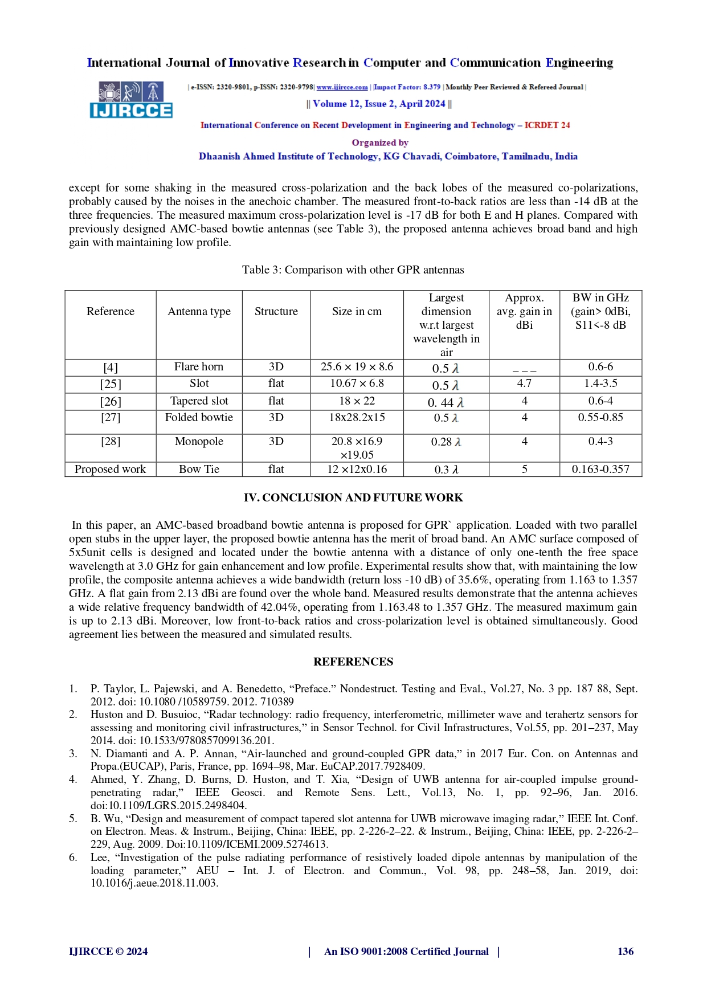 International Journal of Innovative Research in Computer and Communication Engineering
| e-ISSN: 2320-9801, p-ISSN: 2320-9798| www.ijircce.com | |Impact Factor: 8.379 | Monthly Peer Reviewed & Refereed Journal |
IJIRCCE
|| Volume 12, Issue 2, April 2024 ||
International Conference on Recent Development in Engineering and Technology – ICRDET 24
Organized by
Dhaanish Ahmed Institute of Technology, KG Chavadi, Coimbatore, Tamilnadu, India
except for some shaking in the measured cross-polarization and the back lobes of the measured co-polarizations,
probably caused by the noises in the anechoic chamber. The measured front-to-back ratios are less than -14 dB at the
three frequencies. The measured maximum cross-polarization level is -17 dB for both E and H planes. Compared with
previously designed AMC-based bowtie antennas (see Table 3), the proposed antenna achieves broad band and high
gain with maintaining low profile.
Table 3: Comparison with other GPR antennas
Reference Antenna type Structure Size in cm Largest dimension w.r.t largest wavelength in air Approx. avg. gain in dBi BW in GHz (gain> 0dBi, S11<-8 dB
[4] Flare horn 3D 25.6 × 19 × 8.6 0.5 λ _ _ _ 0.6-6
[25] Slot flat 10.67 × 6.8 0.5 λ 4.7 1.4-3.5
[26] Tapered slot flat 18 × 22 0. 44 λ 4 0.6-4
[27] Folded bowtie 3D 18x28.2x15 0.5 λ 4 0.55-0.85
[28] Monopole 3D 20.8 ×16.9 ×19.05 0.28 λ 4 0.4-3
Proposed work Bow Tie flat 12 ×12x0.16 0.3 λ 5 0.163-0.357
IV. CONCLUSION AND FUTURE WORK
In this paper, an AMC-based broadband bowtie antenna is proposed for GPR` application. Loaded with two parallel
open stubs in the upper layer, the proposed bowtie antenna has the merit of broad band. An AMC surface composed of
5x5unit cells is designed and located under the bowtie antenna with a distance of only one-tenth the free space
wavelength at 3.0 GHz for gain enhancement and low profile. Experimental results show that, with maintaining the low
profile, the composite antenna achieves a wide bandwidth (return loss -10 dB) of 35.6%, operating from 1.163 to 1.357
GHz. A flat gain from 2.13 dBi are found over the whole band. Measured results demonstrate that the antenna achieves
a wide relative frequency bandwidth of 42.04%, operating from 1.163.48 to 1.357 GHz. The measured maximum gain
is up to 2.13 dBi. Moreover, low front-to-back ratios and cross-polarization level is obtained simultaneously. Good
agreement lies between the measured and simulated results.
REFERENCES
1. P. Taylor, L. Pajewski, and A. Benedetto, “Preface.” Nondestruct. Testing and Eval., Vol.27, No. 3 pp. 187 88, Sept.
2012. doi: 10.1080 /10589759. 2012. 710389
2. Huston and D. Busuioc, “Radar technology: radio frequency, interferometric, millimeter wave and terahertz sensors for
assessing and monitoring civil infrastructures,” in Sensor Technol. for Civil Infrastructures, Vol.55, pp. 201–237, May
2014. doi: 10.1533/9780857099136.201.
3. N. Diamanti and A. P. Annan, “Air-launched and ground-coupled GPR data,” in 2017 Eur. Con. on Antennas and
Propa.(EUCAP), Paris, France, pp. 1694–98, Mar. EuCAP.2017.7928409.
4. Ahmed, Y. Zhang, D. Burns, D. Huston, and T. Xia, “Design of UWB antenna for air-coupled impulse ground-
penetrating radar,” IEEE Geosci. and Remote Sens. Lett., Vol.13, No. 1, pp. 92–96, Jan. 2016.
doi:10.1109/LGRS.2015.2498404.
5. B. Wu, “Design and measurement of compact tapered slot antenna for UWB microwave imaging radar,” IEEE Int. Conf.
on Electron. Meas. & Instrum., Beijing, China: IEEE, pp. 2-226-2–22. & Instrum., Beijing, China: IEEE, pp. 2-226-2–
229, Aug. 2009. Doi:10.1109/ICEMI.2009.5274613.
6. Lee, “Investigation of the pulse radiating performance of resistively loaded dipole antennas by manipulation of the
loading parameter,” AEU – Int. J. of Electron. and Commun., Vol. 98, pp. 248–58, Jan. 2019, doi:
10.1016/j.aeue.2018.11.003.
IJIRCCE © 2024 | An ISO 9001:2008 Certified Journal | 136